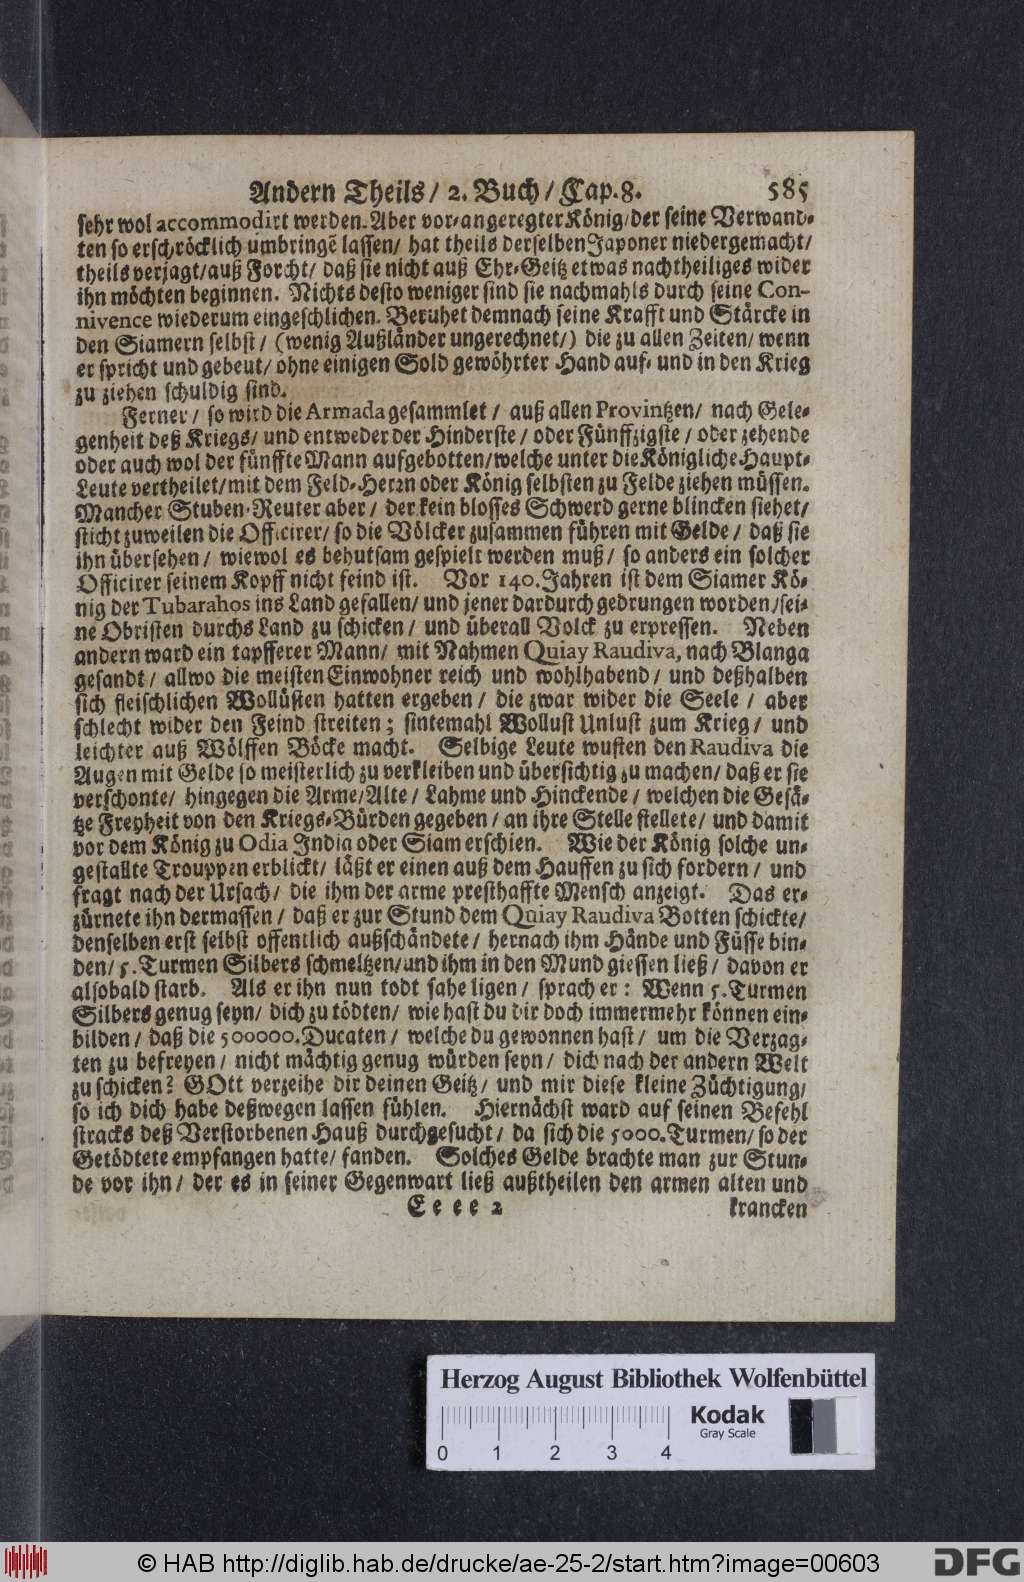 Andern Theils / 2. Buch / Cap. 8. 585
sehr wol accommodirt werden. Aber vor-angeregter König / der seine Verwand-
ten so erschröcklich umbringẽ lassen / hat theils derselben Japoner niedergemacht /
theils verjagt / auß Forcht / daß sie nicht auß Ehr-Geitz etwas nachtheiliges wider
ihn möchten beginnen. Nichts desto weniger sind sie nachmahls durch seine Con-
nivence wiederum eingeschlichen. Beruhet demnach seine Krafft und Stärcke in
den Siamern selbst / (wenig Außländer ungerechnet /) die zu allen Zeiten / wenn
er spricht und gebeut / ohne einigen Sold gewöhrter Hand auf- und in den Krieg
zu ziehen schuldig sind.
Ferner / so wird die Armada gesammlet / auß allen Provintzen / nach Gele-
genheit deß Kriegs / und entweder der Hinderste / oder Fünffzigste / oder zehende
oder auch wol der fünffte Mann aufgebotten / welche unter die Königliche Haupt-
Leute vertheilet / mit dem Feld-Herrn oder König selbsten zu Felde ziehen müssen.
Mancher Stuben-Reuter aber / der kein blosses Schwerd gerne blincken siehet /
sticht zuweilen die Officirer / so die Völcker zusammen führen mit Gelde / daß sie
ihn übersehen / wiewol es behutsam gespielt werden muß / so anders ein solcher
Officirer seinem Kopff nicht feind ist. Vor 140. Jahren ist dem Siamer Kö-
nig der Tubarahos ins Land gefallen / und jener dardurch gedrungen worden / sei-
ne Obristen durchs Land zu schicken / und überall Volck zu erpressen. Neben
andern ward ein tapfferer Mann / mit Nahmen Quiay Raudiva, nach Blanga
gesandt / allwo die meisten Einwohner reich und wohlhabend / und deßhalben
sich fleischlichen Wollüsten hatten ergeben / die zwar wider die Seele / aber
schlecht wider den Feind streiten ; sintemahl Wollust Unlust zum Krieg / und
leichter auß Wölffen Böcke macht. Selbige Leute wusten den Raudiva die
Augen mit Gelde so meisterlich zu verkleiben und übersichtig zu machen / daß er sie
verschonte / hingegen die Arme / Alte / Lahme und Hinckende / welchen die Gesä-
tze Freyheit von den Kriegs-Bürden gegeben / an ihre Stelle stellete / und damit
vor dem König zu Odia India oder Siam erschien. Wie der König solche un-
gestallte Trouppen erblickt / läßt er einen auß dem Hauffen zu sich fordern / und
fragt nach der Ursach / die ihm der arme presthaffte Mensch anzeigt. Das er-
zürnete ihn dermassen / daß er zur Stund dem Quiay Raudiva Botten schickte /
denselben erst selbst offentlich außschändete / hernach ihm Hände und Füsse bin-
den / 5. Turmen Silbers schmeltzen / und ihm in den Mund giessen ließ / davon er
alsobald starb. Als er ihn nun todt sahe ligen / sprach er : Wenn 5. Turmen
Silbers genug seyn / dich zu tödten / wie hast du dir doch immermehr können ein-
bilden / daß die 500000. Ducaten / welche du gewonnen hast / um die Verzag-
ten zu befreyen / nicht mächtig genug würden seyn / dich nach der andern Welt
zu schicken? GOtt verzeihe dir deinen Geitz / und mir diese kleine Züchtigung /
so ich dich habe deßwegen lassen fühlen. Hiernächst ward auf seinen Befehl
stracks deß Verstorbenen Hauß durchgesucht / da sich die 5000. Turmen / so der
Getödtete empfangen hatte / fanden. Solches Gelde brachte man zur Stun-
de vor ihn / der es in seiner Gegenwart ließ außtheilen den armen alten und
Eeee 2 krancken
Herzog August Bibliothek Wolfenbüttel
Kodak
Gray Scale
0 1 2 3 4
© HAB http://diglib.hab.de/drucke/ae-25-2/start.htm?image=00603
DFG